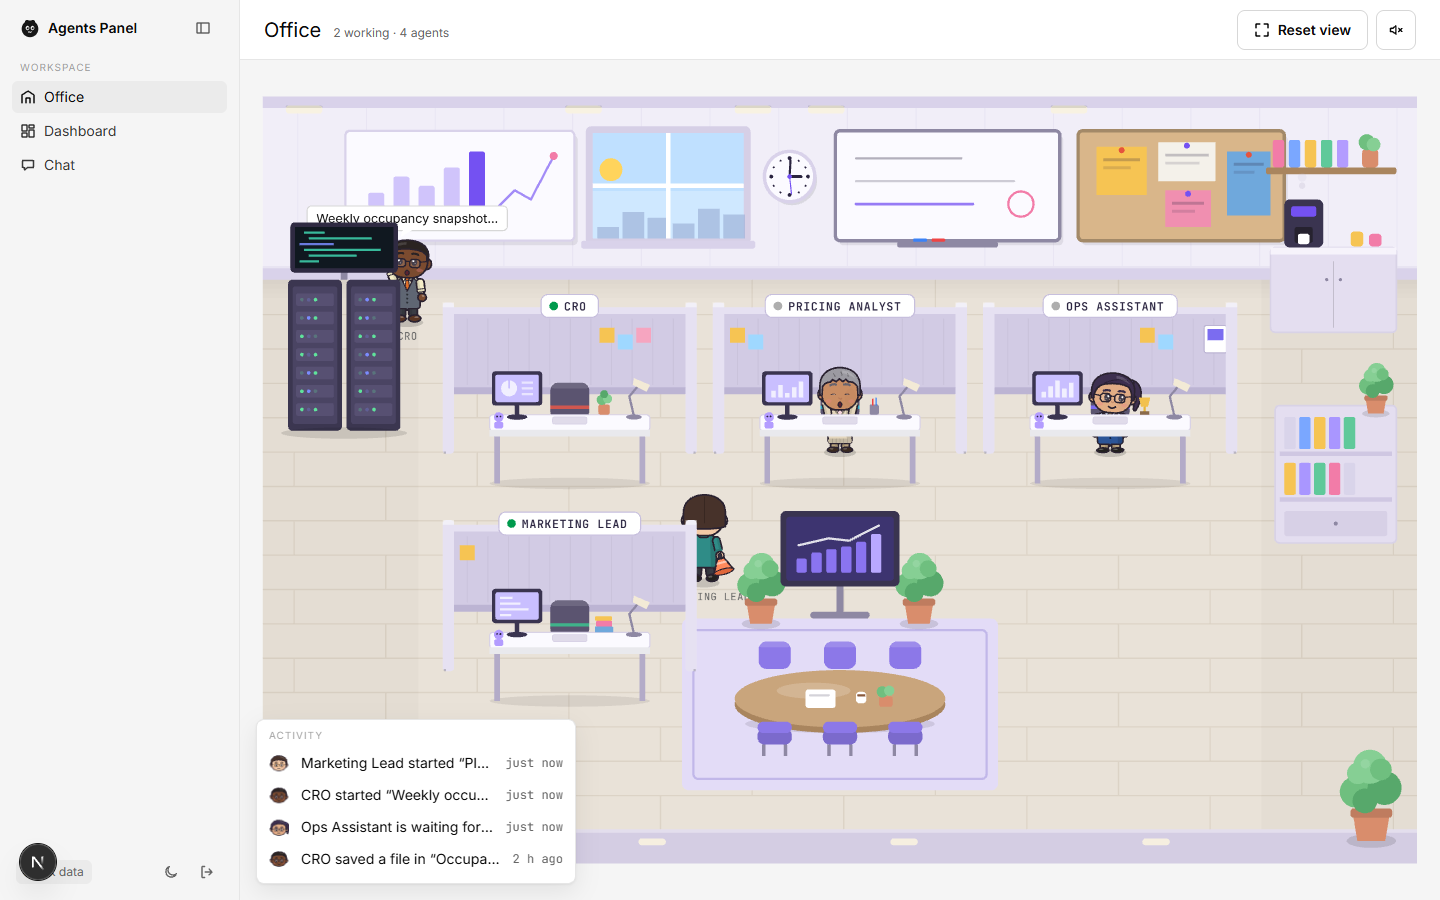 Agents Panel
WORKSPACE
Office
Dashboard
Chat
data
Office
2 working · 4 agents
Reset view
Weekly occupancy snapshot...
CRO
CRO
PRICING ANALYST
OPS ASSISTANT
MARKETING LEAD
ING LEA
ACTIVITY
Marketing Lead started “Pl... just now
CRO started “Weekly occu... just now
Ops Assistant is waiting for... just now
CRO saved a file in “Occupa... 2 h ago
N